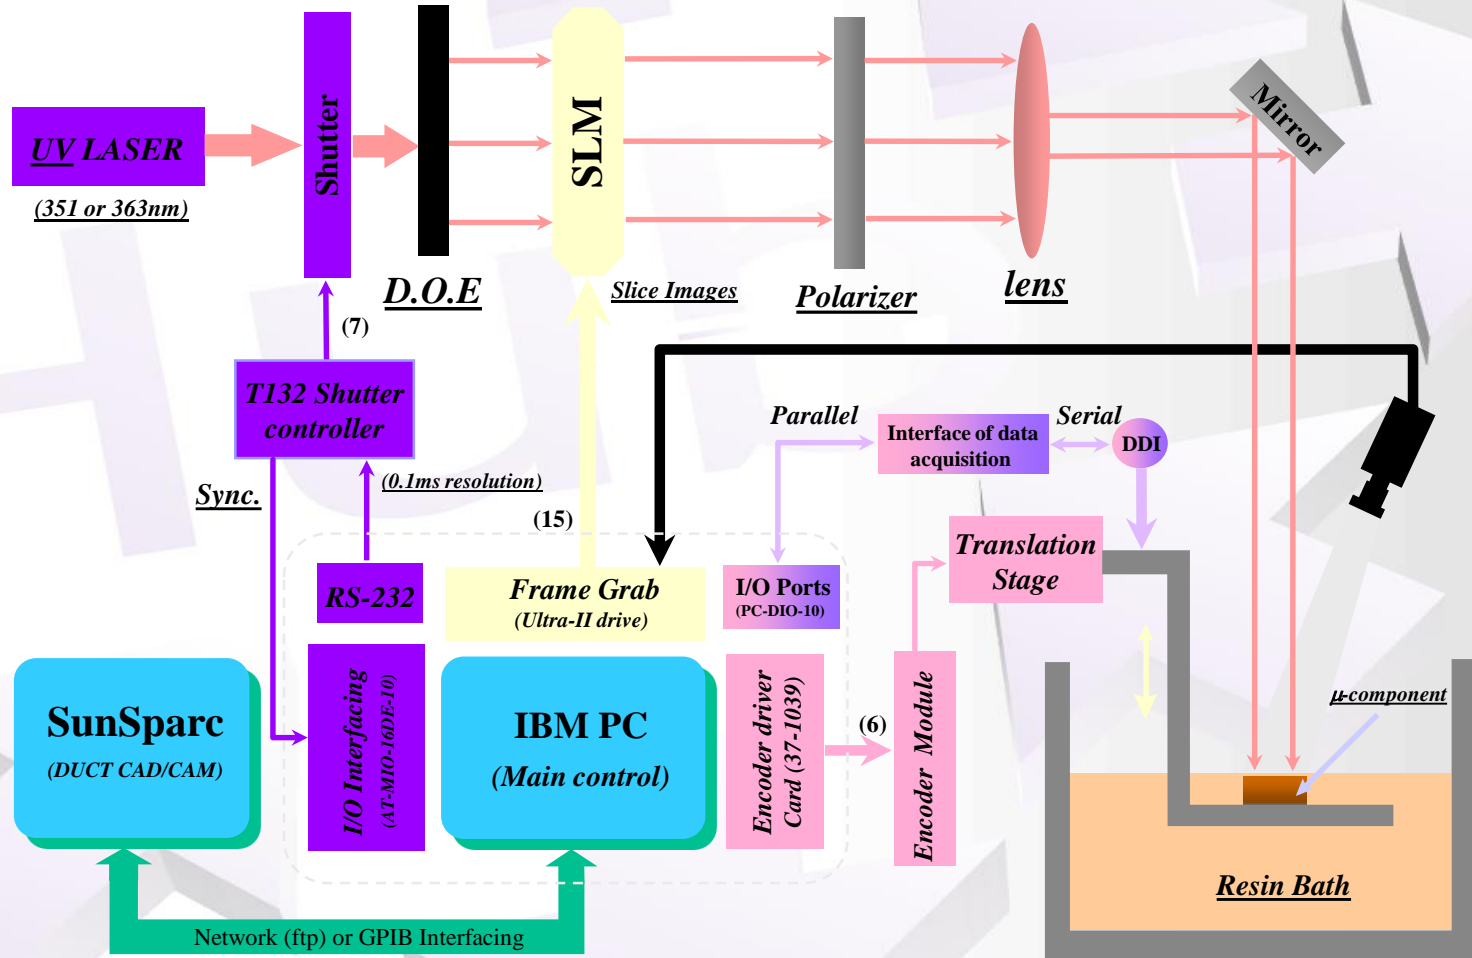 UV LASER
(351 or 363nm)
Shutter
D.O.E
SLM
Slice Images
Polarizer
lens
Mirror
(7)
T132 Shutter
controller
Sync.
(0.1ms resolution)
(15)
Parallel
Interface of data
acquisition
Serial
DDI
Translation
Stage
RS-232
Frame Grab
(Ultra-II drive)
I/O Ports
(PC-DIO-10)
SunSparc
(DUCT CAD/CAM)
I/O Interfacing
(AT-MIO-16DE-10)
IBM PC
(Main control)
Encoder driver
Card (37-1039)
(6)
Encoder Module
μ-component
Resin Bath
Network (ftp) or GPIB Interfacing